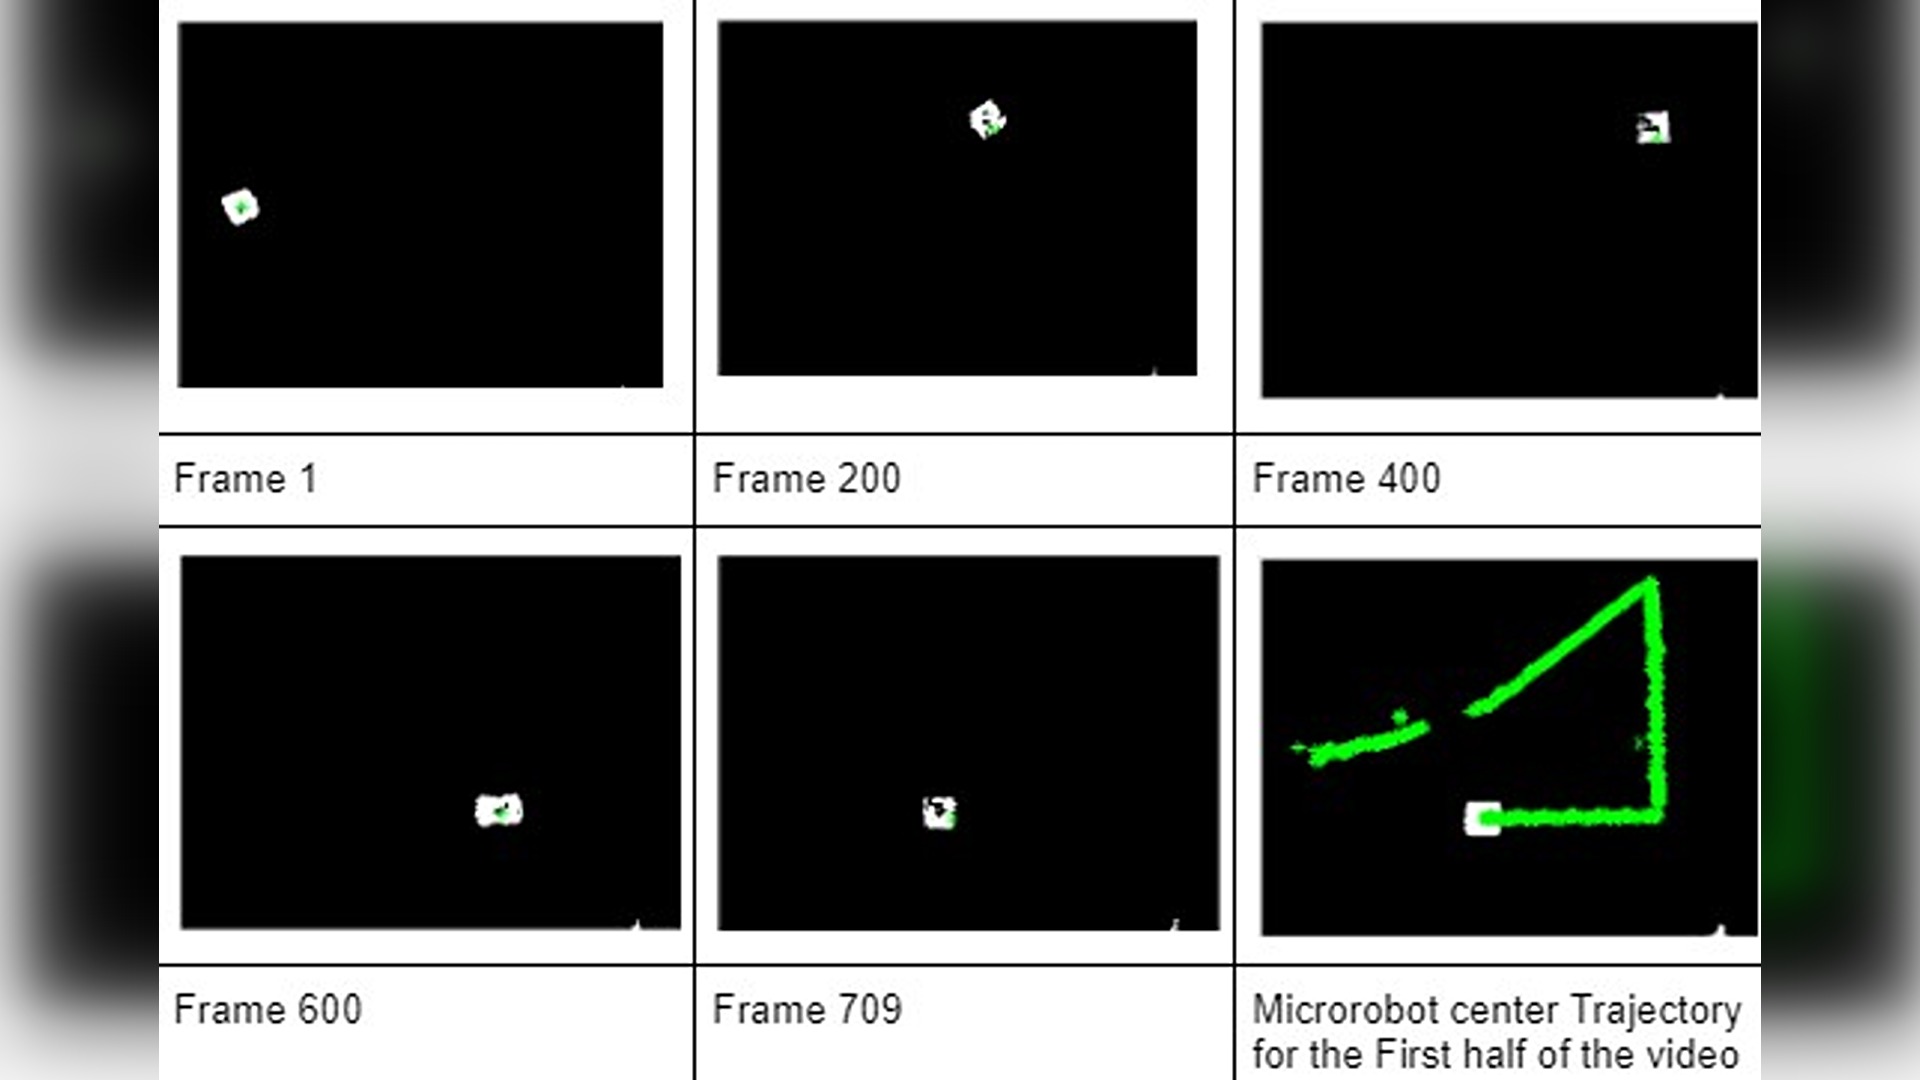 Frame 1
Frame 200
Frame 400
Frame 600
Frame 709
Microrobot center Trajectory
for the First half of the video